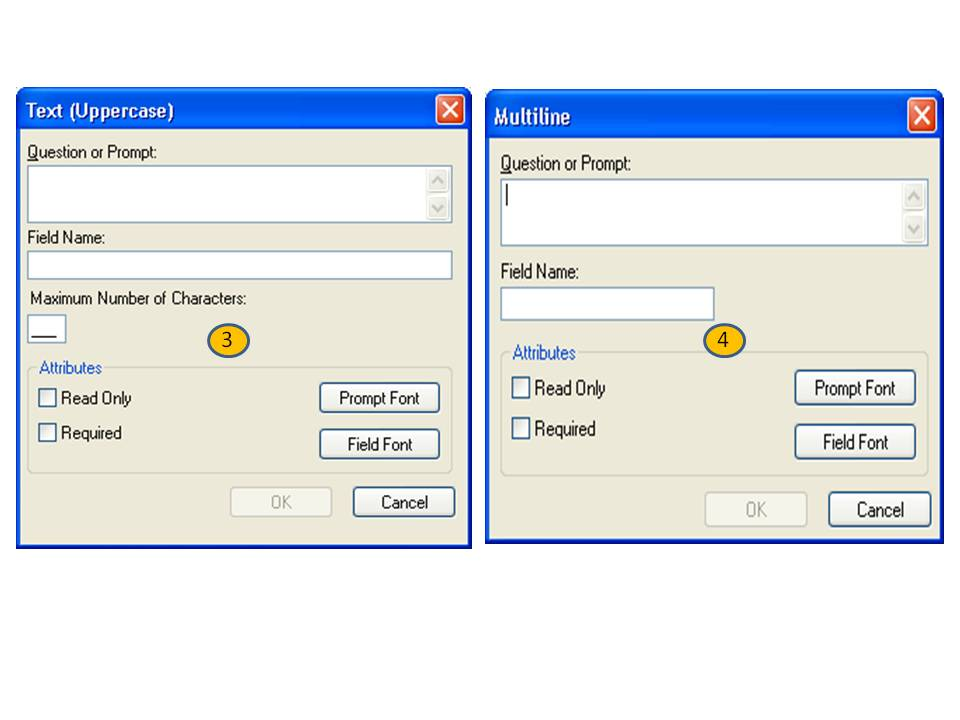 Text (Uppercase)
Question or Prompt:
Field Name:
Maximum Number of Characters:
3
Attributes
Read Only
Prompt Font
Required
Field Font
OK
Cancel
Multiline
Question or Prompt:
Field Name:
4
Attributes
Read Only
Prompt Font
Required
Field Font
OK
Cancel